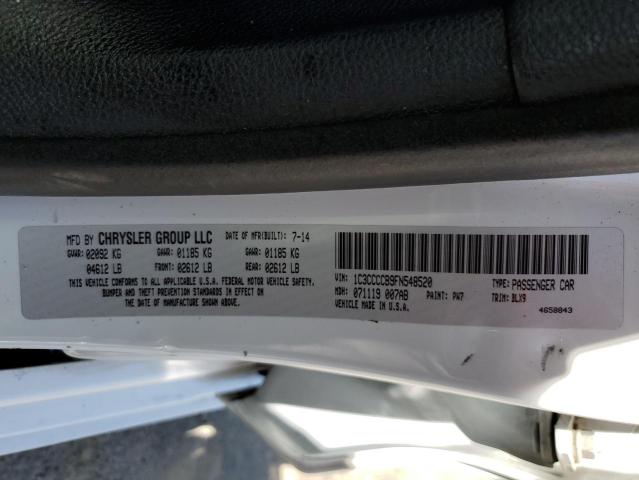 MFD BY CHRYSLER GROUP LLC DATE OF MFR(BUILT): 7-14
GVWR: 02092 KG GAWR: 01185 KG GAWR: 01185 KG
04612 LB FRONT: 02612 LB REAR: 02612 LB
THIS VEHICLE CONFORMS TO ALL APPLICABLE U.S.A. FEDERAL MOTOR VEHICLE SAFETY,
BUMPER AND THEFT PREVENTION STANDARDS IN EFFECT ON
THE DATE OF MANUFACTURE SHOWN ABOVE.
VIN: 1C3CCCCB9FN548520 TYPE: PASSENGER CAR
MDH: 071119 007AB PAINT: PW7 TRIM: BLX9
VEHICLE MADE IN U.S.A. 4658843